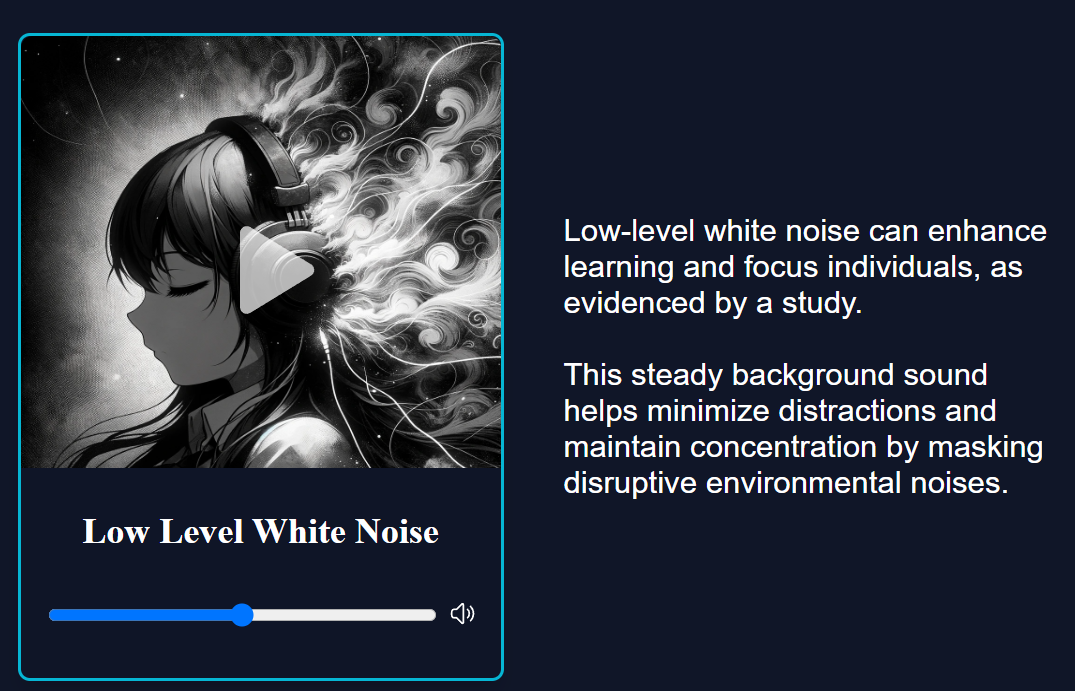 Low Level White Noise
Low-level white noise can enhance
learning and focus individuals, as
evidenced by a study.
This steady background sound
helps minimize distractions and
maintain concentration by masking
disruptive environmental noises.